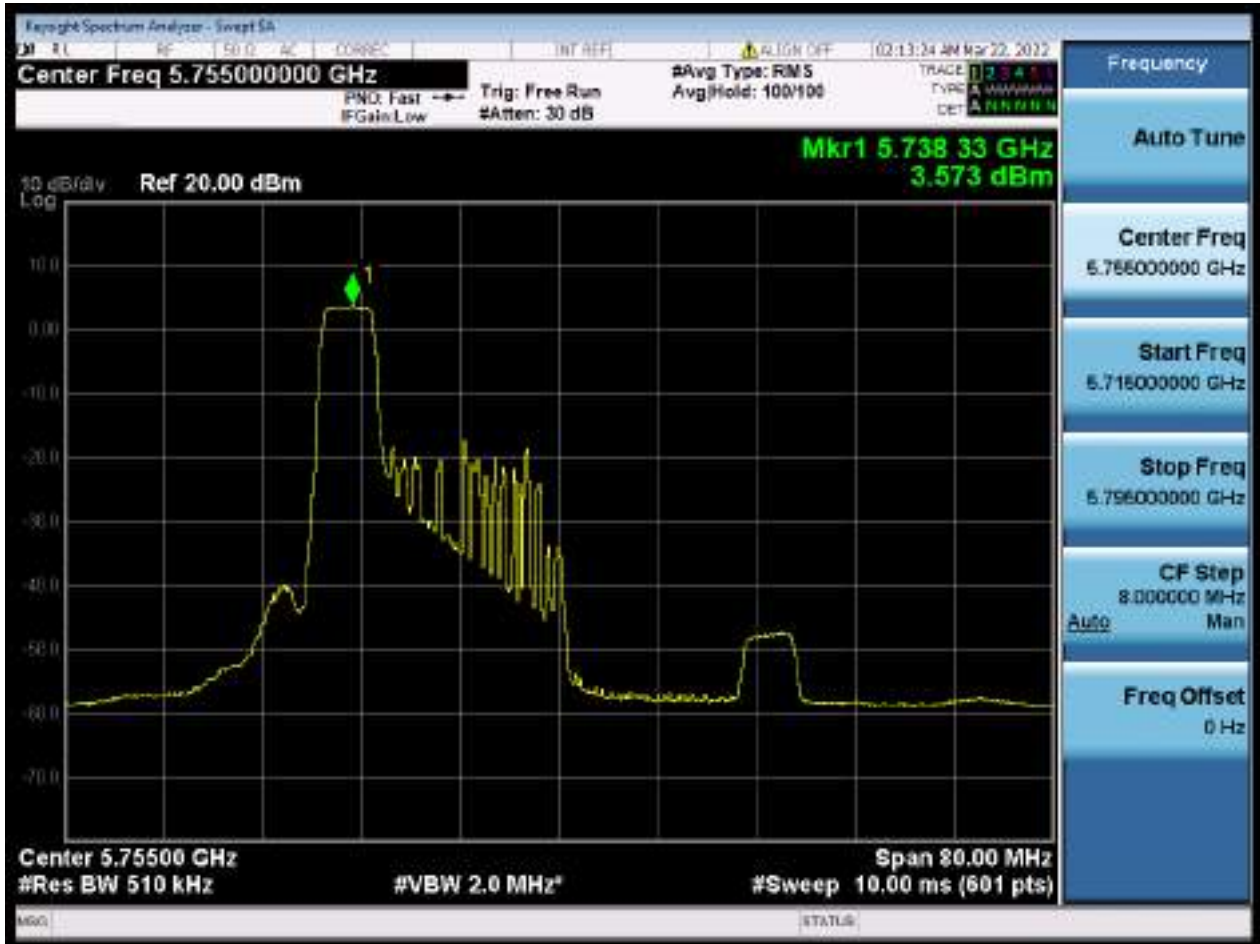 Keysight Spectrum Analyzer - Swept SA
RL RF 50 Ω AC CORREC INT REF ALIGN OFF 02:13:24 AM Mar 22, 2022
Center Freq 5.755000000 GHz
PNO: Fast
IFGain:Low
Trig: Free Run
#Atten: 30 dB
#Avg Type: RMS
Avg|Hold: 100/100
TRACE 1 2 3 4 5 6
TYPE A WWWWW
DET A N N N N N
Mkr1 5.738 33 GHz
3.573 dBm
10 dB/div Ref 20.00 dBm
Log
10.0
0.00
-10.0
-20.0
-30.0
-40.0
-50.0
-60.0
-70.0
1
Center 5.75500 GHz
Span 80.00 MHz
#Res BW 510 kHz
#VBW 2.0 MHz*
#Sweep 10.00 ms (601 pts)
MSG
STATUS
Frequency
Auto Tune
Center Freq
5.755000000 GHz
Start Freq
5.715000000 GHz
Stop Freq
5.795000000 GHz
CF Step
8.000000 MHz
Auto Man
Freq Offset
0 Hz